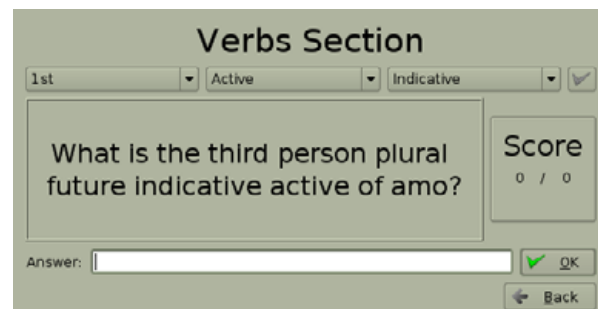 Verbs Section
1st Active Indicative
What is the third person plural
future indicative active of amo?
Score
0 / 0
Answer:
OK
Back